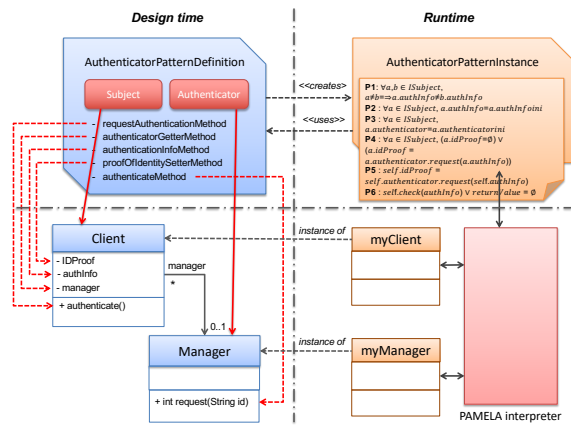 Design time
Runtime
AuthenticatorPatternDefinition
Subject
Authenticator
- requestAuthenticationMethod
- authenticatorGetterMethod
- authenticationInfoMethod
- proofOfIdentitySetterMethod
- authenticateMethod
<<creates>>
<<uses>>
AuthenticatorPatternInstance
P1: ∀a,b ∈ ISubject,
a≠b⟹a.authInfo≠b.authInfo
P2: ∀a ∈ ISubject, a.authInfo=a.authInfoini
P3: ∀a ∈ ISubject,
a.authenticator=a.authenticatorini
P4: ∀a ∈ ISubject, (a.idProof=∅) ∨
(a.idProof =
a.authenticator.request(a.authInfo))
P5 : self.idProof =
self.authenticator.request(self.authInfo)
P6 : self.check(authInfo) ∨ returnValue = ∅
Client
- IDProof
- authInfo
- manager
+ authenticate()
manager
*
0..1
Manager
+ int request(String id)
instance of
myClient
instance of
myManager
PAMELA interpreter